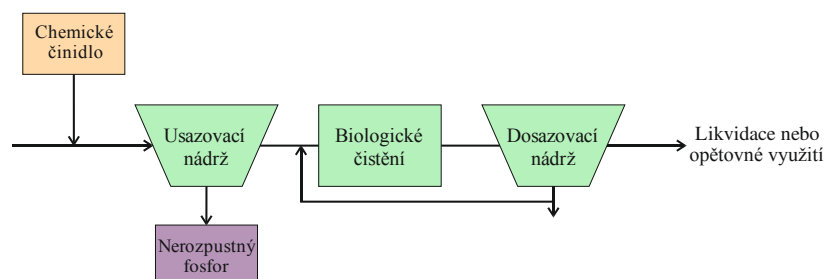 Chemické
činidlo
Usazovací
nádrž
Biologické
čistění
Dosazovací
nádrž
Likvidace nebo
opětovné využití
Nerozpustný
fosfor